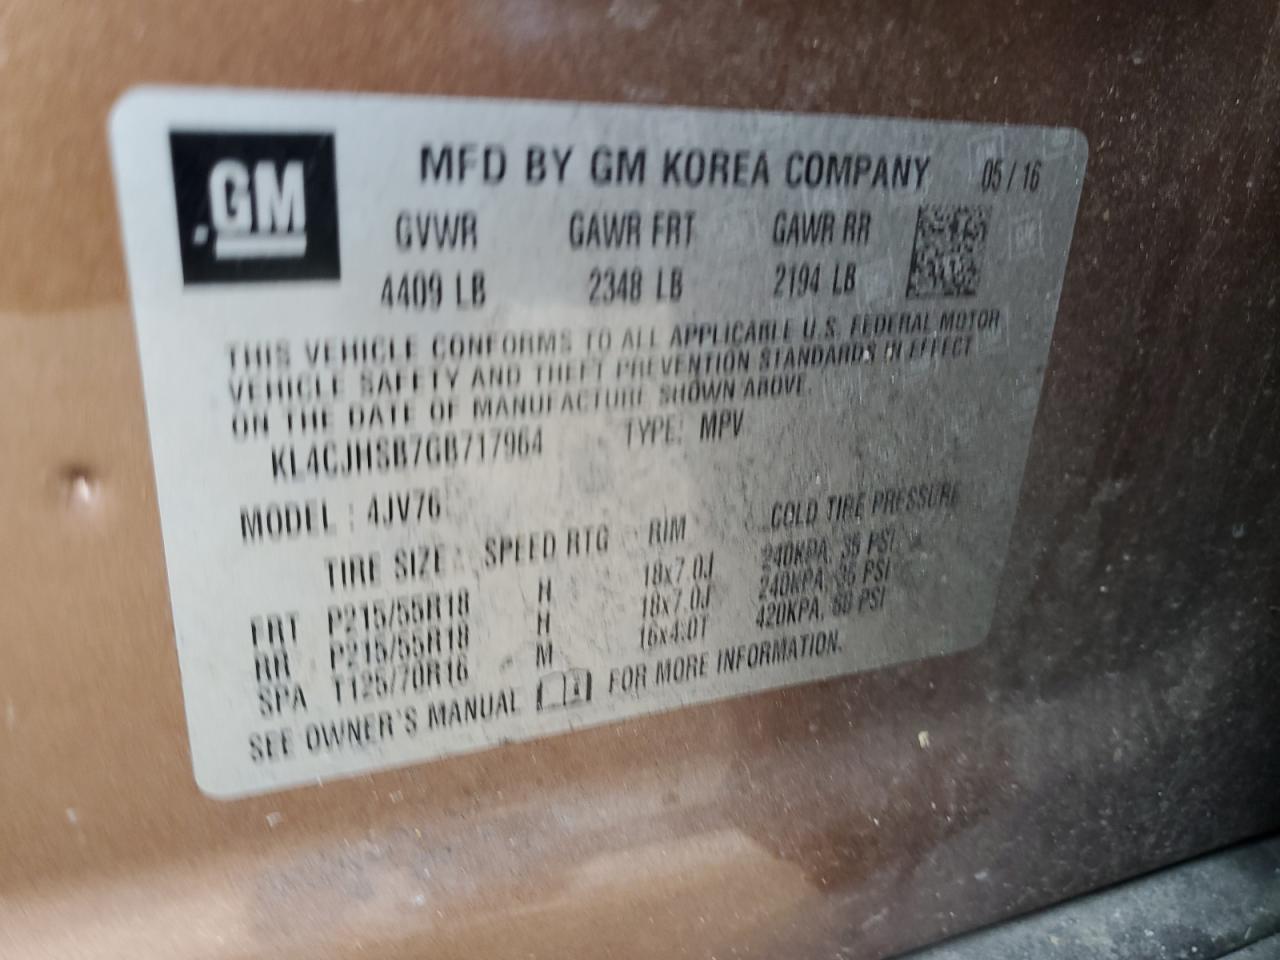 GM
MFD BY GM KOREA COMPANY 05 / 16
GVWR GAWR FRT GAWR RR
4409 LB 2348 LB 2194 LB
THIS VEHICLE CONFORMS TO ALL APPLICABLE U.S. FEDERAL MOTOR
VEHICLE SAFETY AND THEFT PREVENTION STANDARDS IN EFFECT
ON THE DATE OF MANUFACTURE SHOWN ABOVE.
KL4CJHSB7GB717964 TYPE: MPV
MODEL : 4JV76
TIRE SIZE SPEED RTG RIM COLD TIRE PRESSURE
FRT P215/55R18 H 18x7.0J 240KPA, 35 PSI
RR P215/55R18 H 18x7.0J 240KPA, 35 PSI
SPA T125/70R16 M 16x4.0T 420KPA, 60 PSI
SEE OWNER'S MANUAL FOR MORE INFORMATION.